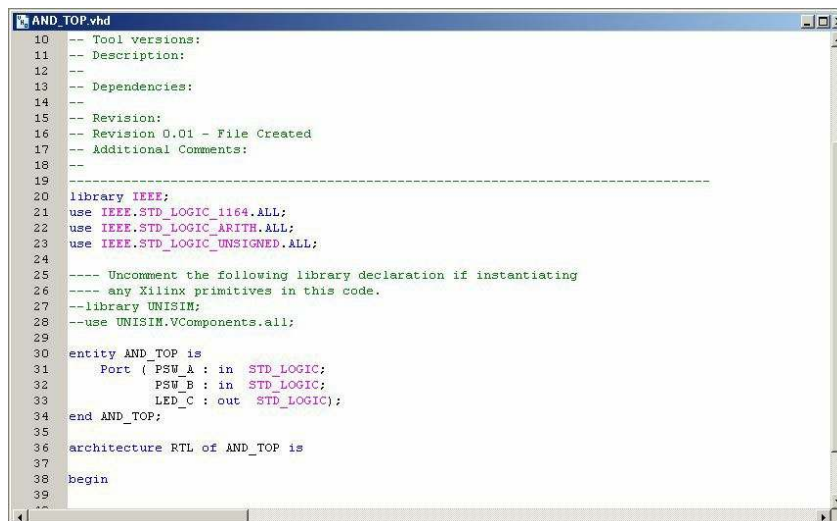 AND_TOP.vhd
10 -- Tool versions:
11 -- Description:
12 --
13 -- Dependencies:
14 --
15 -- Revision:
16 -- Revision 0.01 - File Created
17 -- Additional Comments:
18 --
19 ----------------------------------------------------------------------------------
20 library IEEE;
21 use IEEE.STD_LOGIC_1164.ALL;
22 use IEEE.STD_LOGIC_ARITH.ALL;
23 use IEEE.STD_LOGIC_UNSIGNED.ALL;
24
25 ---- Uncomment the following library declaration if instantiating
26 ---- any Xilinx primitives in this code.
27 --library UNISIM;
28 --use UNISIM.VComponents.all;
29
30 entity AND_TOP is
31 Port ( PSW_A : in STD_LOGIC;
32 PSW_B : in STD_LOGIC;
33 LED_C : out STD_LOGIC);
34 end AND_TOP;
35
36 architecture RTL of AND_TOP is
37
38 begin
39